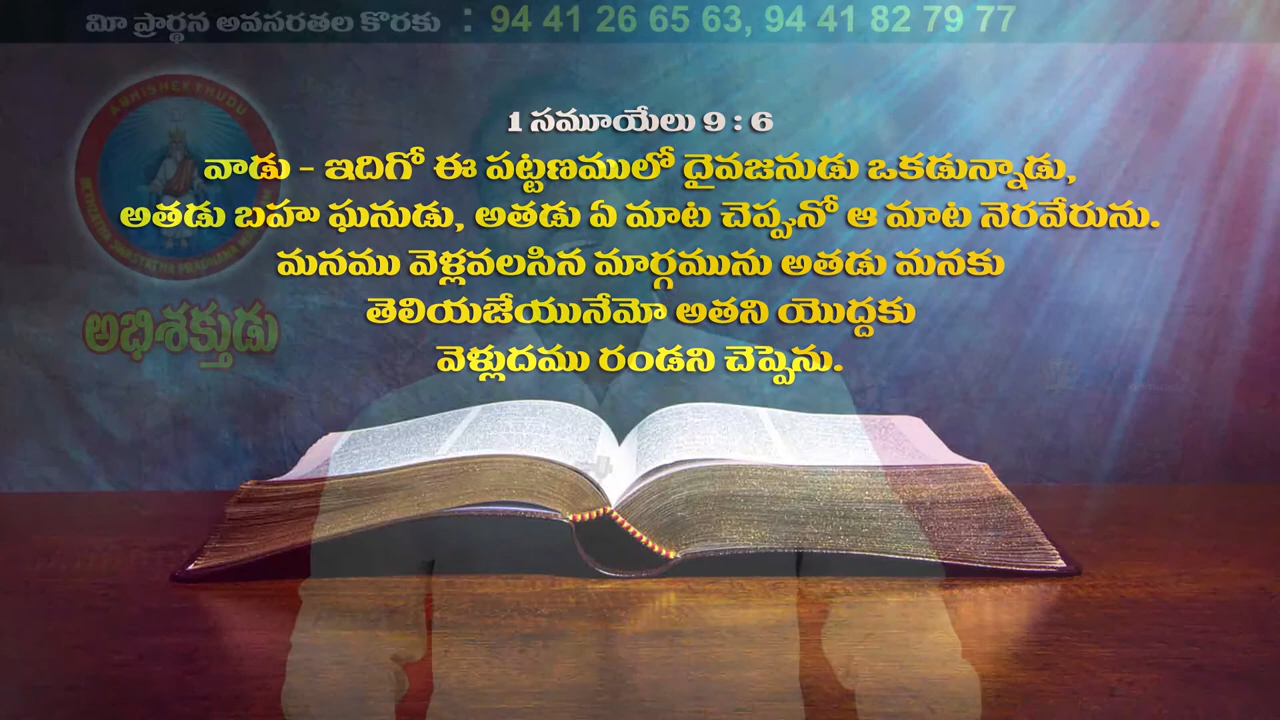 మీ ప్రార్థన అవసరతల కొరకు : 94 41 26 65 63, 94 41 82 79 77
ABHISHEKTHUDU
1 సమూయేలు 9 : 6
వాడు - ఇదిగో ఈ పట్టణములో దైవజనుడు ఒకడున్నాడు,
అతడు బహు ఘనుడు, అతడు ఏ మాట చెప్పునో ఆ మాట నెరవేరును.
మనము వెళ్లవలసిన మార్గమును అతడు మనకు
తెలియజేయునేమో అతని యొద్దకు
వెళ్లుదము రండని చెప్పెను.
అభిశక్తుడు